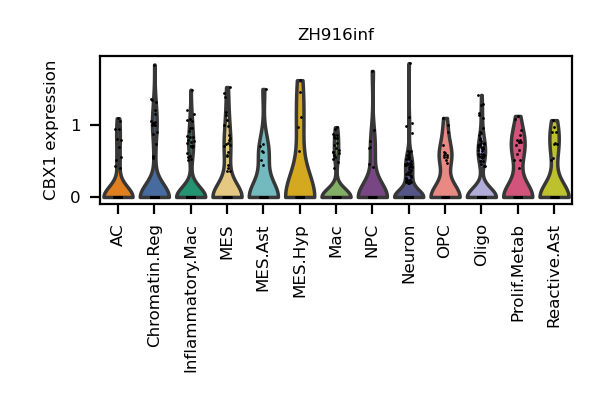 ZH916inf
CBX1 expression
1
0
AC
Chromatin.Reg
Inflammatory.Mac
MES
MES.Ast
MES.Hyp
Mac
NPC
Neuron
OPC
Oligo
Prolif.Metab
Reactive.Ast